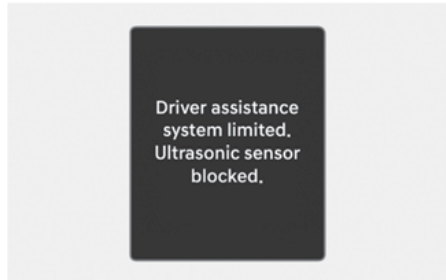 Driver assistance
system limited.
Ultrasonic sensor
blocked.